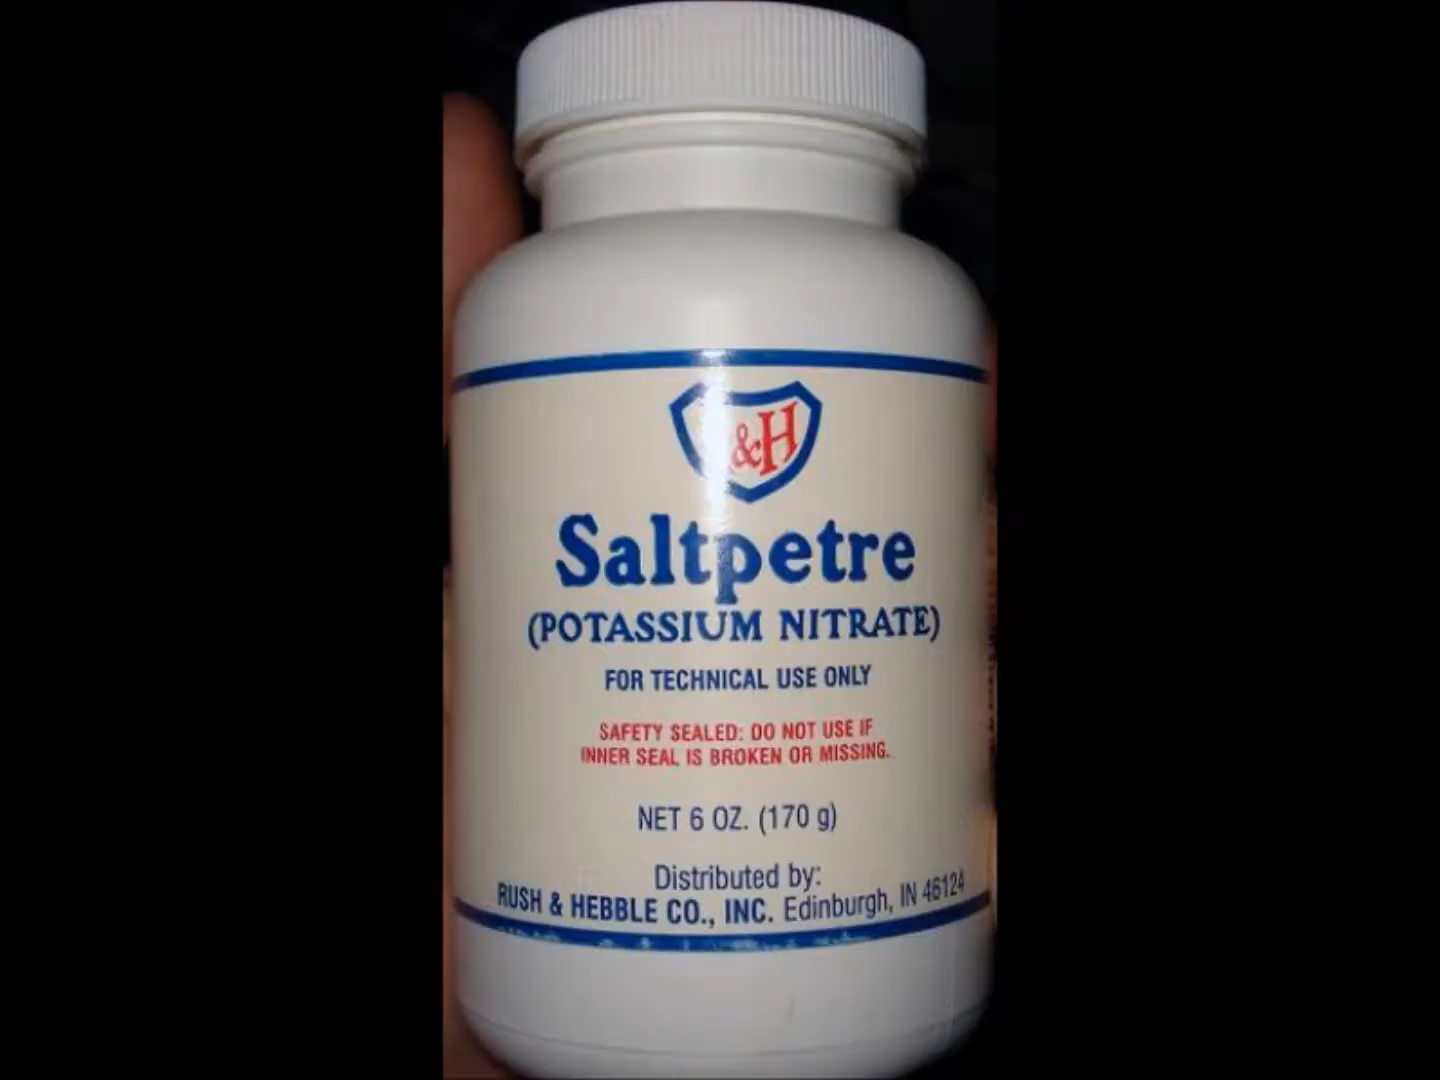 &H
Saltpetre
(POTASSIUM NITRATE)
FOR TECHNICAL USE ONLY
SAFETY SEALED: DO NOT USE IF
INNER SEAL IS BROKEN OR MISSING.
NET 6 OZ. (170 g)
Distributed by:
RUSH & HEBBLE CO., INC. Edinburgh, IN 46124